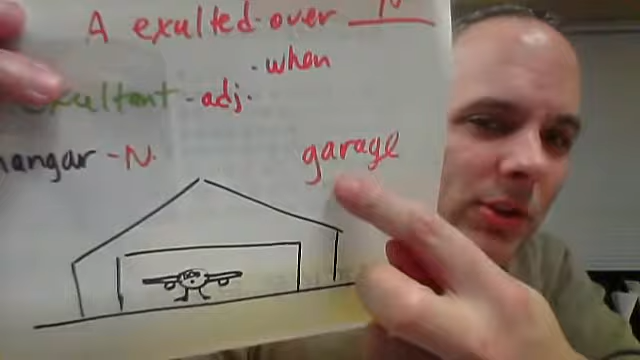 A exulted over N
- when
exultant - adj.
hangar - N.
garage